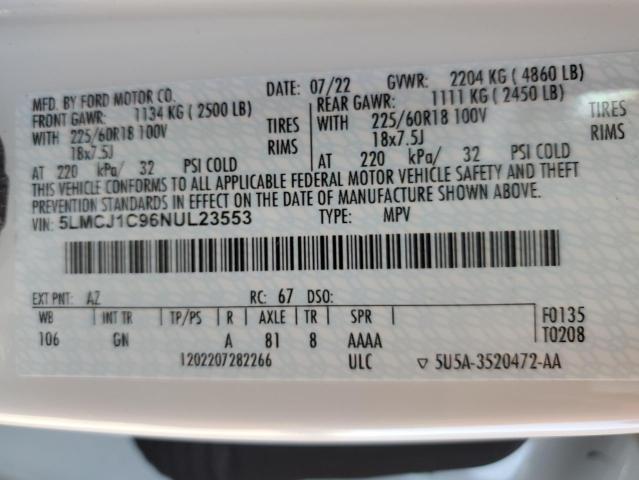 MFD. BY FORD MOTOR CO.
DATE: 07/22 GVWR: 2204 KG ( 4860 LB)
FRONT GAWR: 1134 KG ( 2500 LB)
REAR GAWR: 1111 KG ( 2450 LB)
WITH 225/60R18 100V TIRES
WITH 225/60R18 100V TIRES
18x7.5J RIMS
18x7.5J RIMS
AT 220 kPa/ 32 PSI COLD
AT 220 kPa/ 32 PSI COLD
THIS VEHICLE CONFORMS TO ALL APPLICABLE FEDERAL MOTOR VEHICLE SAFETY AND THEFT
PREVENTION STANDARDS IN EFFECT ON THE DATE OF MANUFACTURE SHOWN ABOVE.
VIN: 5LMCJ1C96NUL23553 TYPE: MPV
EXT PNT: AZ RC: 67 DSO:
WB INT TR TP/PS R AXLE TR SPR
106 GN A 81 8 AAAA
F0135
T0208
1202207282266 ULC ▽ 5U5A-3520472-AA